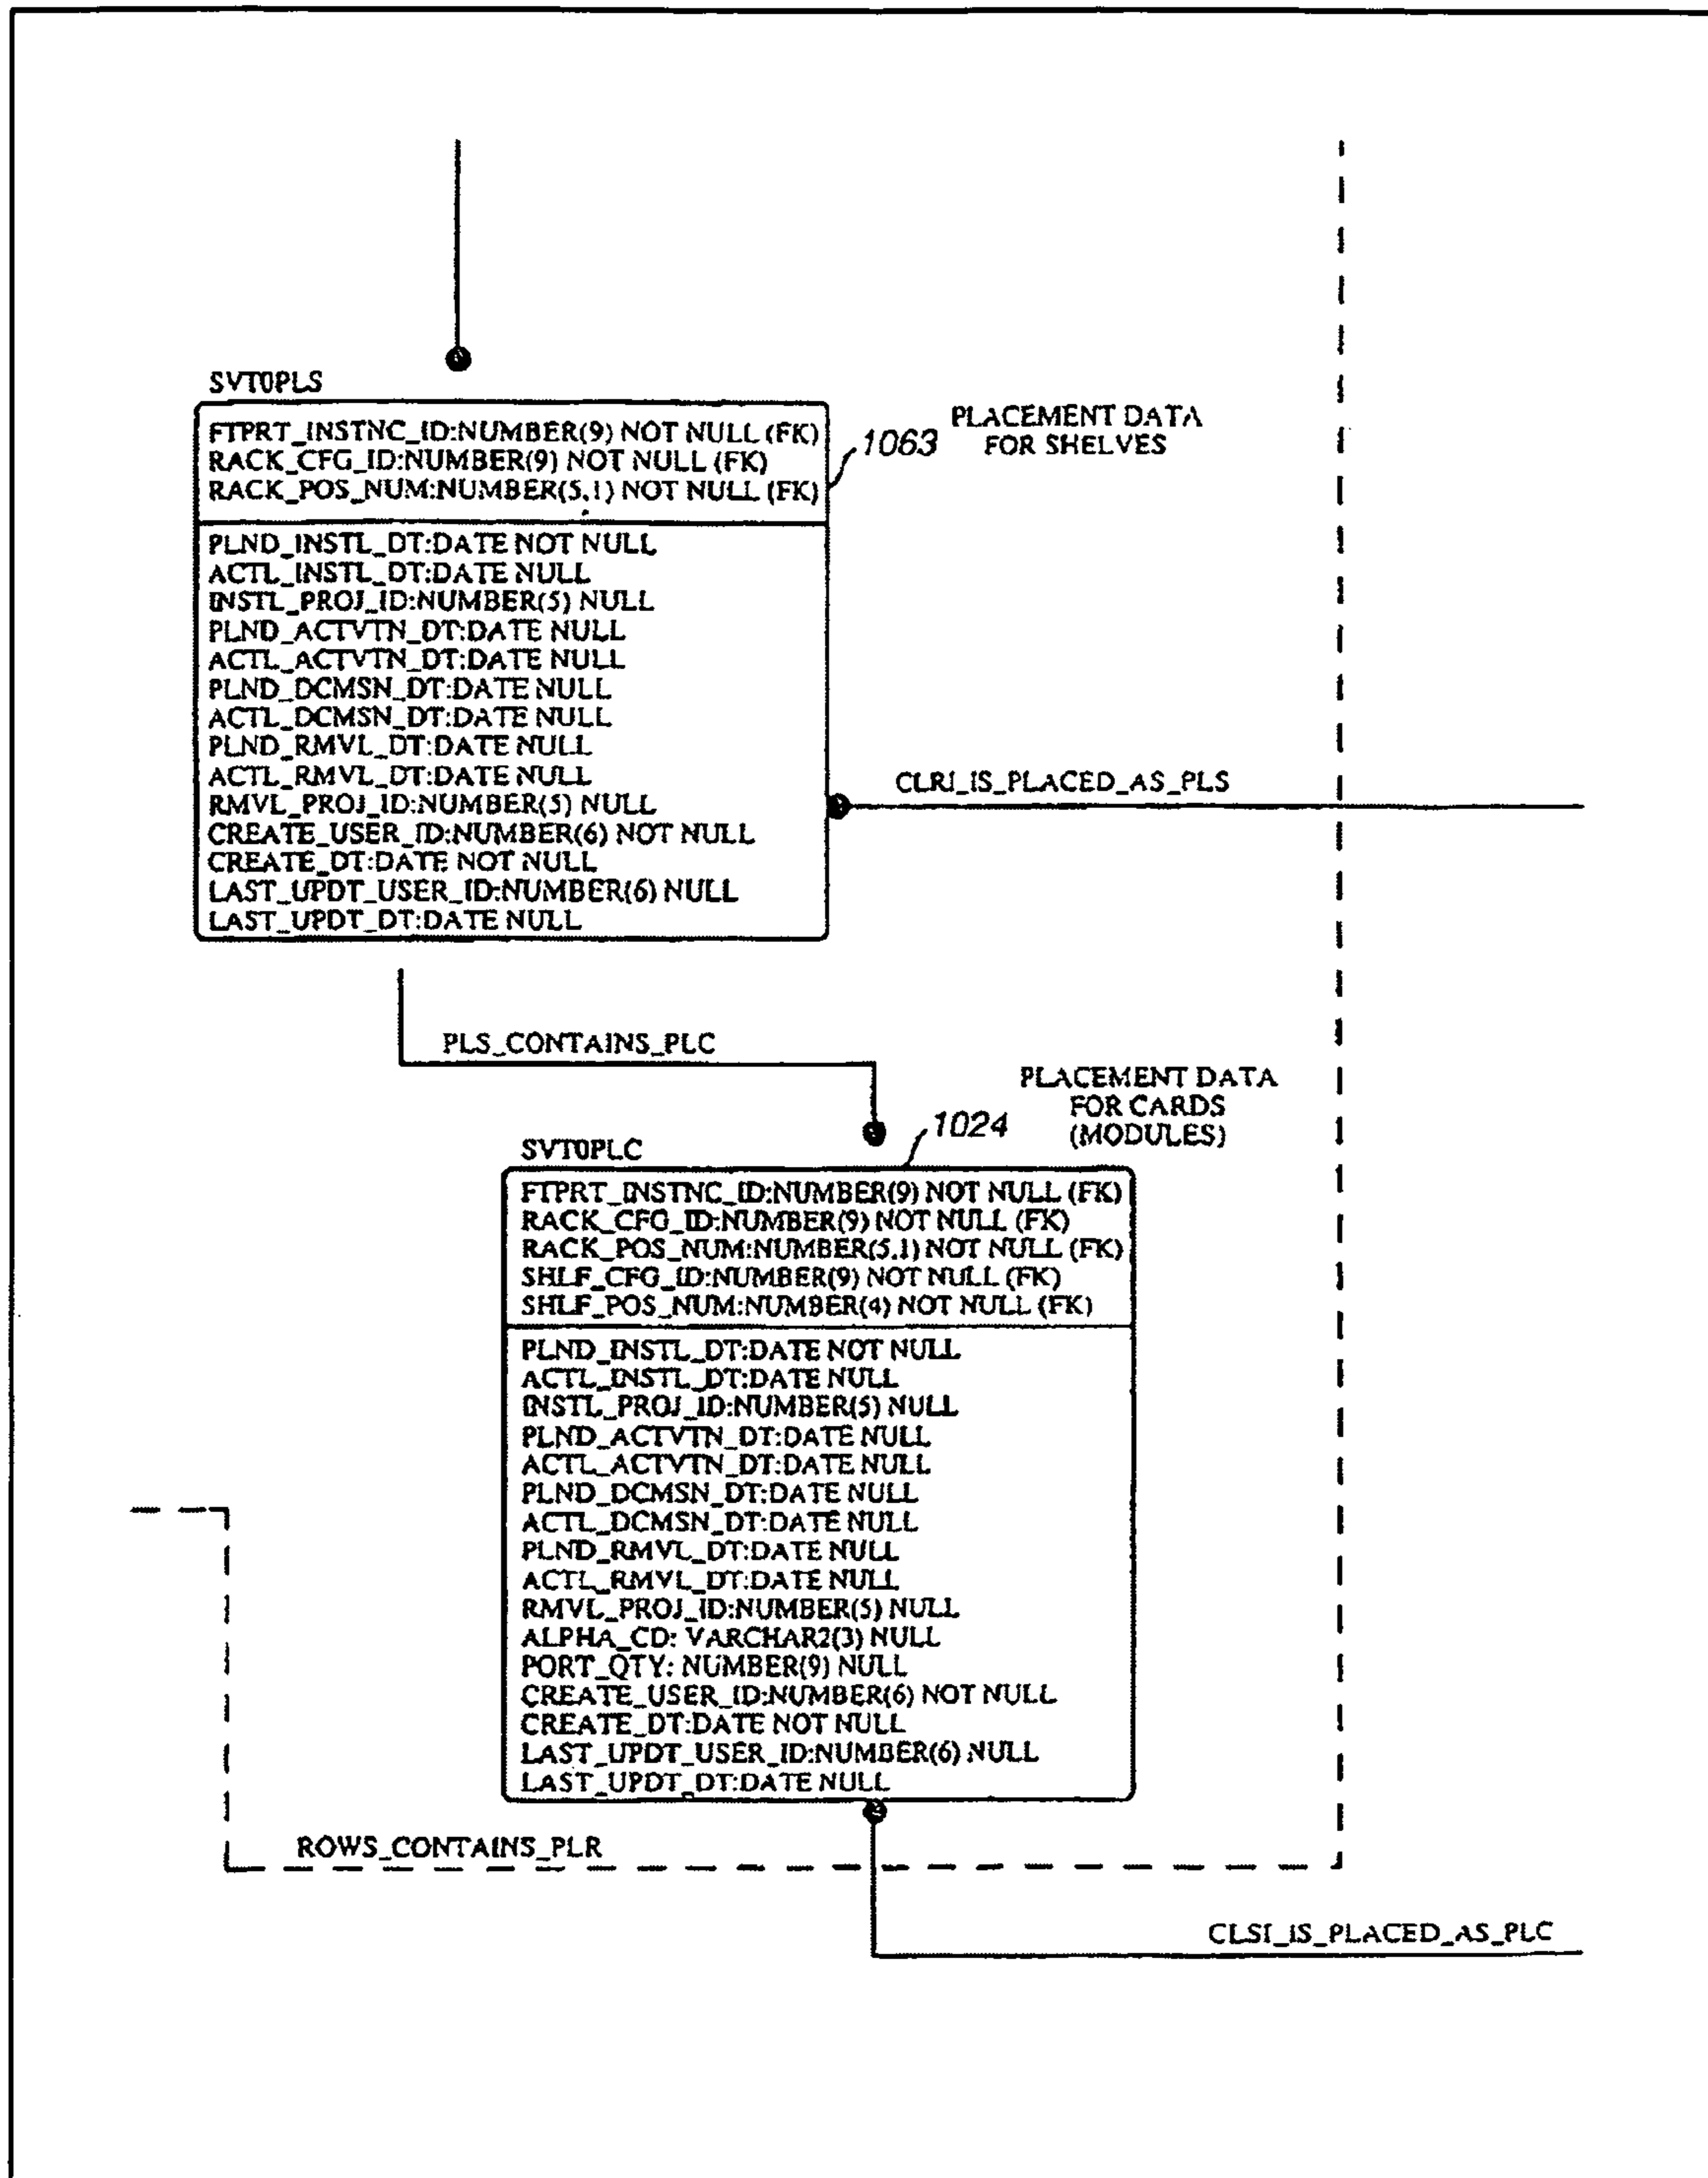 SVT0PLS
FTPRT_INSTNC_ID:NUMBER(9) NOT NULL (FK)
RACK_CFG_ID:NUMBER(9) NOT NULL (FK)
RACK_POS_NUM:NUMBER(5,1) NOT NULL (FK)
1063
PLACEMENT DATA
FOR SHELVES
PLND_INSTL_DT:DATE NOT NULL
ACTL_INSTL_DT:DATE NULL
INSTL_PROJ_ID:NUMBER(5) NULL
PLND_ACTVTN_DT:DATE NULL
ACTL_ACTVTN_DT:DATE NULL
PLND_DCMSN_DT:DATE NULL
ACTL_DCMSN_DT:DATE NULL
PLND_RMVL_DT:DATE NULL
ACTL_RMVL_DT:DATE NULL
RMVL_PROJ_ID:NUMBER(5) NULL
CREATE_USER_ID:NUMBER(6) NOT NULL
CREATE_DT:DATE NOT NULL
LAST_UPDT_USER_ID:NUMBER(6) NULL
LAST_UPDT_DT:DATE NULL
CLRI_IS_PLACED_AS_PLS
PLS_CONTAINS_PLC
PLACEMENT DATA
FOR CARDS
(MODULES)
1024
SVT0PLC
FTPRT_INSTNC_ID:NUMBER(9) NOT NULL (FK)
RACK_CFG_ID:NUMBER(9) NOT NULL (FK)
RACK_POS_NUM:NUMBER(5,1) NOT NULL (FK)
SHLF_CFG_ID:NUMBER(9) NOT NULL (FK)
SHLF_POS_NUM:NUMBER(4) NOT NULL (FK)
PLND_INSTL_DT:DATE NOT NULL
ACTL_INSTL_DT:DATE NULL
INSTL_PROJ_ID:NUMBER(5) NULL
PLND_ACTVTN_DT:DATE NULL
ACTL_ACTVTN_DT:DATE NULL
PLND_DCMSN_DT:DATE NULL
ACTL_DCMSN_DT:DATE NULL
PLND_RMVL_DT:DATE NULL
ACTL_RMVL_DT:DATE NULL
RMVL_PROJ_ID:NUMBER(5) NULL
ALPHA_CD: VARCHAR2(3) NULL
PORT_QTY: NUMBER(9) NULL
CREATE_USER_ID:NUMBER(6) NOT NULL
CREATE_DT:DATE NOT NULL
LAST_UPDT_USER_ID:NUMBER(6) NULL
LAST_UPDT_DT:DATE NULL
ROWS_CONTAINS_PLR
CLSI_IS_PLACED_AS_PLC